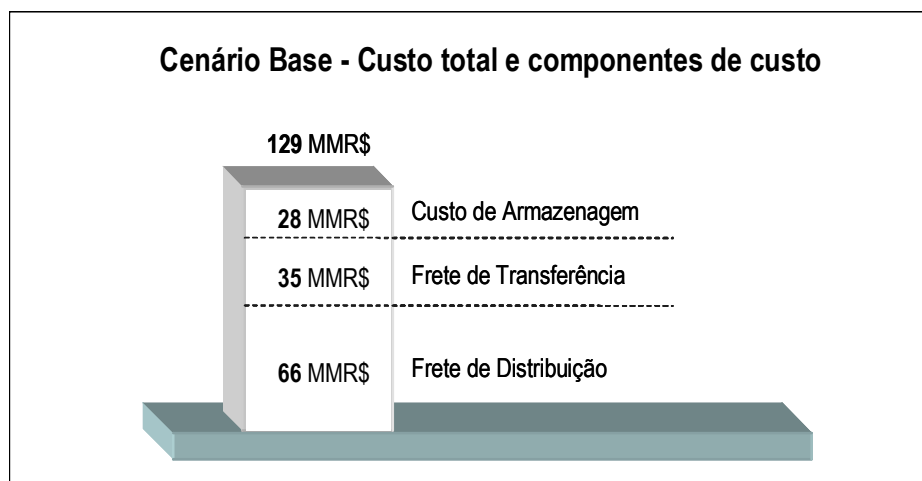 Cenário Base - Custo total e componentes de custo
129 MMR$
28 MMR$ Custo de Armazenagem
35 MMR$ Frete de Transferência
66 MMR$ Frete de Distribuição